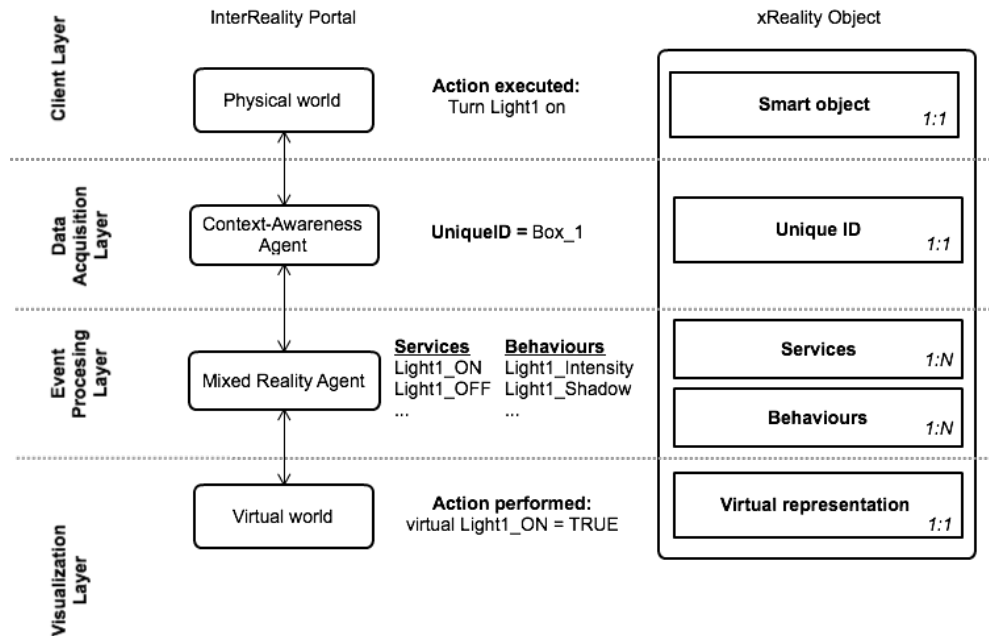 InterReality Portal
xReality Object
Client Layer
Physical world
Action executed:
Turn Light1 on
Smart object
1:1
Data
Acquisition
Layer
Context-Awareness
Agent
UniqueID = Box_1
Unique ID
1:1
Event
Procesing
Layer
Mixed Reality Agent
Services Behaviours
Light1_ON Light1_Intensity
Light1_OFF Light1_Shadow
... ...
Services
1:N
Behaviours
1:N
Visualization
Layer
Virtual world
Action performed:
virtual Light1_ON = TRUE
Virtual representation
1:1